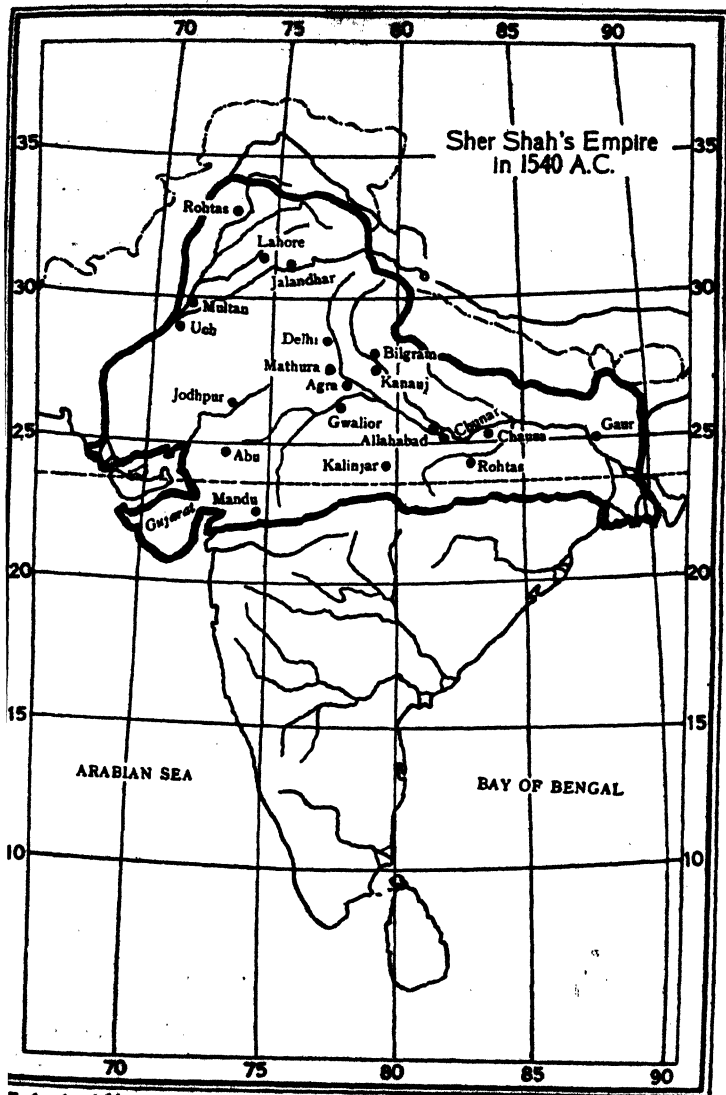 70 75 80 85 90
Sher Shah's Empire
in 1540 A.C.
35 35
Rohtas
Lahore
Jalandhar
30 30
Multan
Uch
Delhi
Bilgram
Mathura
Kanauj
Agra
Jodhpur
Gwalior
Chunar
Gaur
25 25
Allahabad
Chausa
Abu
Kalinjar
Rohtas
Mandu
Gujarat
20 20
15 15
ARABIAN SEA
BAY OF BENGAL
10 10
70 75 80 85 90